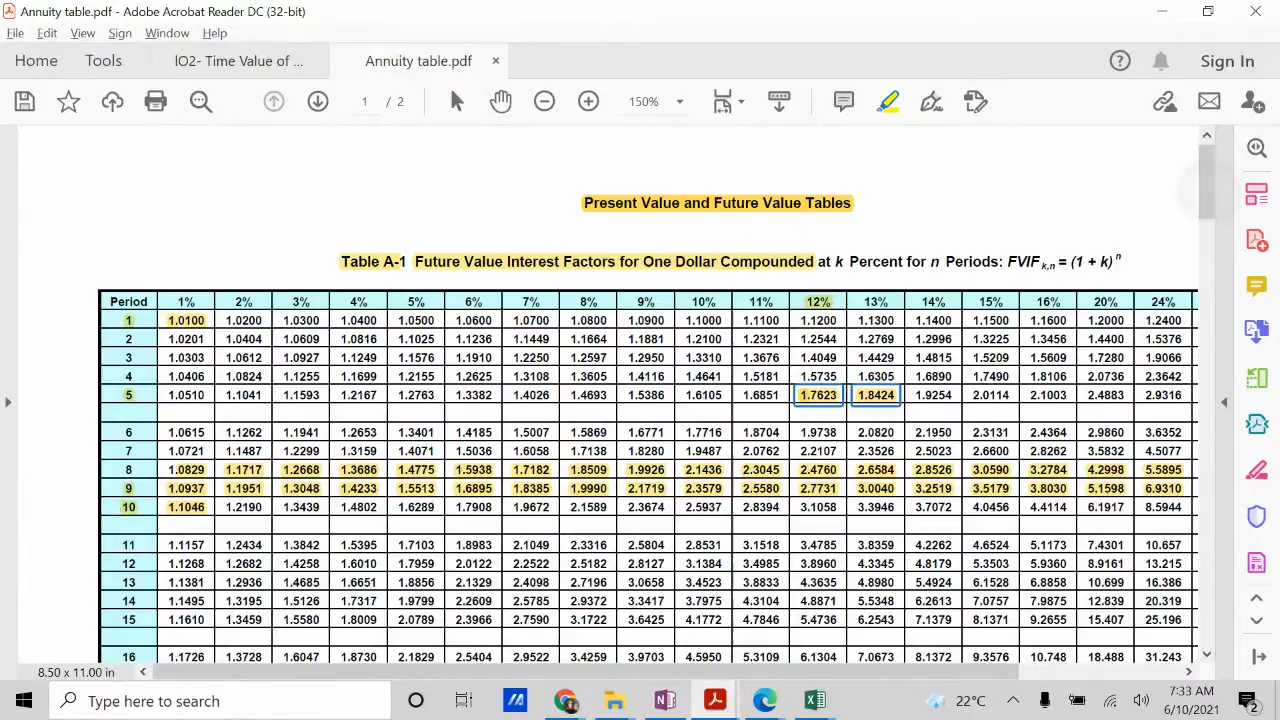 Annuity table.pdf - Adobe Acrobat Reader DC (32-bit)
File Edit View Sign Window Help
Home Tools IO2- Time Value of ... Annuity table.pdf × Sign In
1 / 2 150%
Present Value and Future Value Tables
Table A-1 Future Value Interest Factors for One Dollar Compounded at k Percent for n Periods: FVIF k,n = (1 + k) n
Period 1% 2% 3% 4% 5% 6% 7% 8% 9% 10% 11% 12% 13% 14% 15% 16% 20% 24%
1 1.0100 1.0200 1.0300 1.0400 1.0500 1.0600 1.0700 1.0800 1.0900 1.1000 1.1100 1.1200 1.1300 1.1400 1.1500 1.1600 1.2000 1.2400
2 1.0201 1.0404 1.0609 1.0816 1.1025 1.1236 1.1449 1.1664 1.1881 1.2100 1.2321 1.2544 1.2769 1.2996 1.3225 1.3456 1.4400 1.5376
3 1.0303 1.0612 1.0927 1.1249 1.1576 1.1910 1.2250 1.2597 1.2950 1.3310 1.3676 1.4049 1.4429 1.4815 1.5209 1.5609 1.7280 1.9066
4 1.0406 1.0824 1.1255 1.1699 1.2155 1.2625 1.3108 1.3605 1.4116 1.4641 1.5181 1.5735 1.6305 1.6890 1.7490 1.8106 2.0736 2.3642
5 1.0510 1.1041 1.1593 1.2167 1.2763 1.3382 1.4026 1.4693 1.5386 1.6105 1.6851 1.7623 1.8424 1.9254 2.0114 2.1003 2.4883 2.9316
6 1.0615 1.1262 1.1941 1.2653 1.3401 1.4185 1.5007 1.5869 1.6771 1.7716 1.8704 1.9738 2.0820 2.1950 2.3131 2.4364 2.9860 3.6352
7 1.0721 1.1487 1.2299 1.3159 1.4071 1.5036 1.6058 1.7138 1.8280 1.9487 2.0762 2.2107 2.3526 2.5023 2.6600 2.8262 3.5832 4.5077
8 1.0829 1.1717 1.2668 1.3686 1.4775 1.5938 1.7182 1.8509 1.9926 2.1436 2.3045 2.4760 2.6584 2.8526 3.0590 3.2784 4.2998 5.5895
9 1.0937 1.1951 1.3048 1.4233 1.5513 1.6895 1.8385 1.9990 2.1719 2.3579 2.5580 2.7731 3.0040 3.2519 3.5179 3.8030 5.1598 6.9310
10 1.1046 1.2190 1.3439 1.4802 1.6289 1.7908 1.9672 2.1589 2.3674 2.5937 2.8394 3.1058 3.3946 3.7072 4.0456 4.4114 6.1917 8.5944
11 1.1157 1.2434 1.3842 1.5395 1.7103 1.8983 2.1049 2.3316 2.5804 2.8531 3.1518 3.4785 3.8359 4.2262 4.6524 5.1173 7.4301 10.657
12 1.1268 1.2682 1.4258 1.6010 1.7959 2.0122 2.2522 2.5182 2.8127 3.1384 3.4985 3.8960 4.3345 4.8179 5.3503 5.9360 8.9161 13.215
13 1.1381 1.2936 1.4685 1.6651 1.8856 2.1329 2.4098 2.7196 3.0658 3.4523 3.8833 4.3635 4.8980 5.4924 6.1528 6.8858 10.699 16.386
14 1.1495 1.3195 1.5126 1.7317 1.9799 2.2609 2.5785 2.9372 3.3417 3.7975 4.3104 4.8871 5.5348 6.2613 7.0757 7.9875 12.839 20.319
15 1.1610 1.3459 1.5580 1.8009 2.0789 2.3966 2.7590 3.1722 3.6425 4.1772 4.7846 5.4736 6.2543 7.1379 8.1371 9.2655 15.407 25.196
16 1.1726 1.3728 1.6047 1.8730 2.1829 2.5404 2.9522 3.4259 3.9703 4.5950 5.3109 6.1304 7.0673 8.1372 9.3576 10.748 18.488 31.243
8.50 x 11.00 in
Type here to search
22°C
7:33 AM
6/10/2021
2